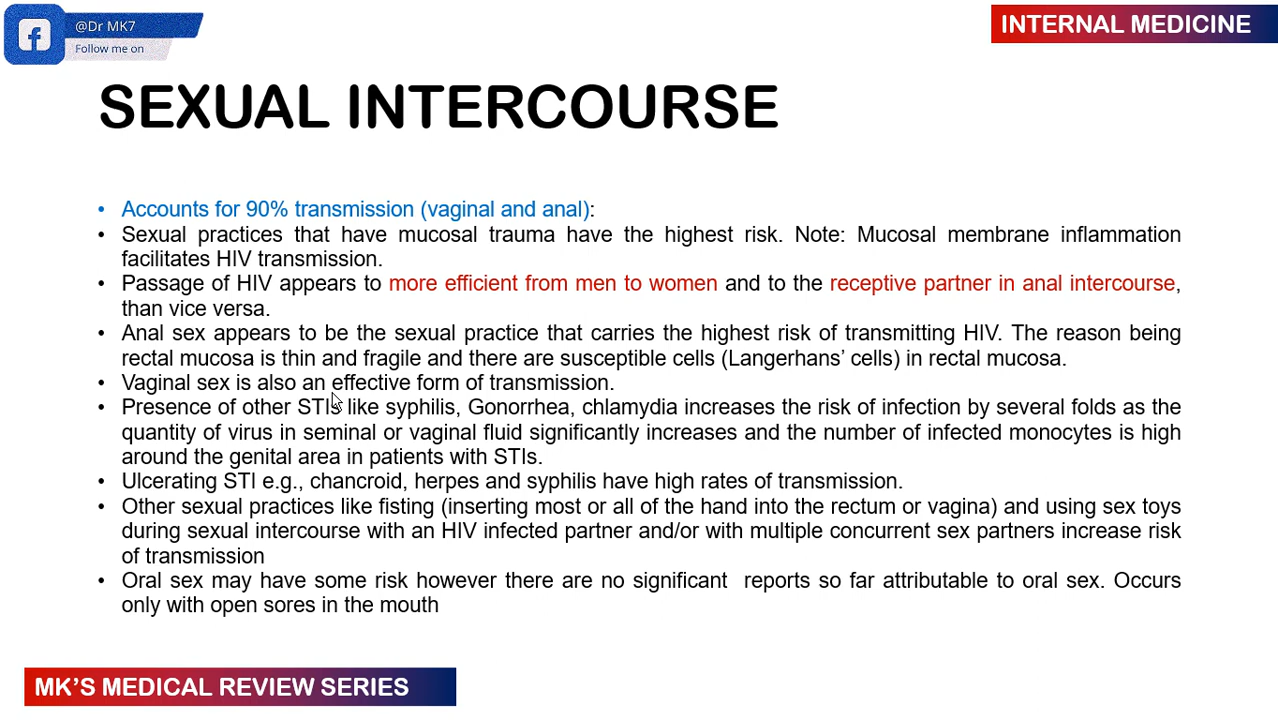 @Dr MK7
Follow me on
INTERNAL MEDICINE
SEXUAL INTERCOURSE
• Accounts for 90% transmission (vaginal and anal):
• Sexual practices that have mucosal trauma have the highest risk. Note: Mucosal membrane inflammation
facilitates HIV transmission.
• Passage of HIV appears to more efficient from men to women and to the receptive partner in anal intercourse,
than vice versa.
• Anal sex appears to be the sexual practice that carries the highest risk of transmitting HIV. The reason being
rectal mucosa is thin and fragile and there are susceptible cells (Langerhans' cells) in rectal mucosa.
• Vaginal sex is also an effective form of transmission.
• Presence of other STIs like syphilis, Gonorrhea, chlamydia increases the risk of infection by several folds as the
quantity of virus in seminal or vaginal fluid significantly increases and the number of infected monocytes is high
around the genital area in patients with STIs.
• Ulcerating STI e.g., chancroid, herpes and syphilis have high rates of transmission.
• Other sexual practices like fisting (inserting most or all of the hand into the rectum or vagina) and using sex toys
during sexual intercourse with an HIV infected partner and/or with multiple concurrent sex partners increase risk
of transmission
• Oral sex may have some risk however there are no significant reports so far attributable to oral sex. Occurs
only with open sores in the mouth
MK'S MEDICAL REVIEW SERIES